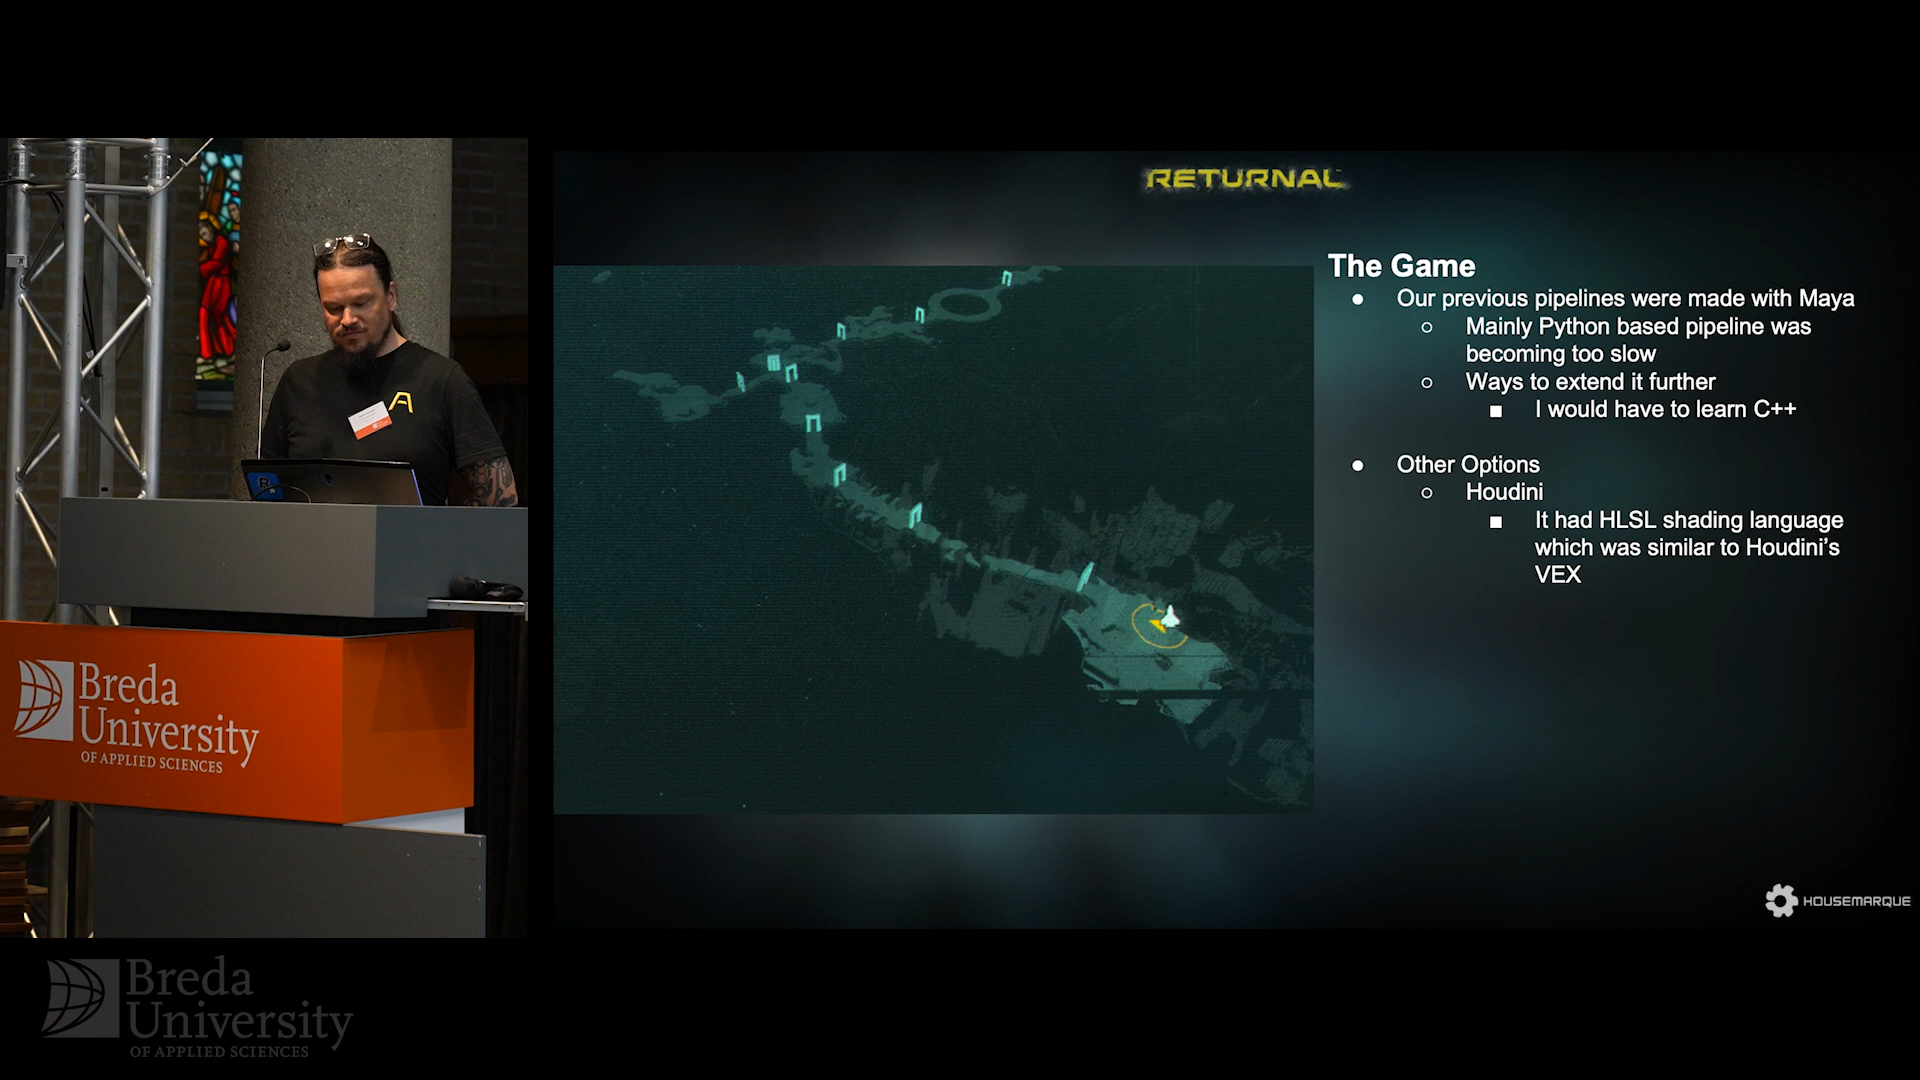 RETURNAL
The Game
Our previous pipelines were made with Maya
Mainly Python based pipeline was
becoming too slow
Ways to extend it further
I would have to learn C++
Other Options
Houdini
It had HLSL shading language
which was similar to Houdini's
VEX
HOUSEMARQUE
Breda
University
OF APPLIED SCIENCES
Breda
University
OF APPLIED SCIENCES